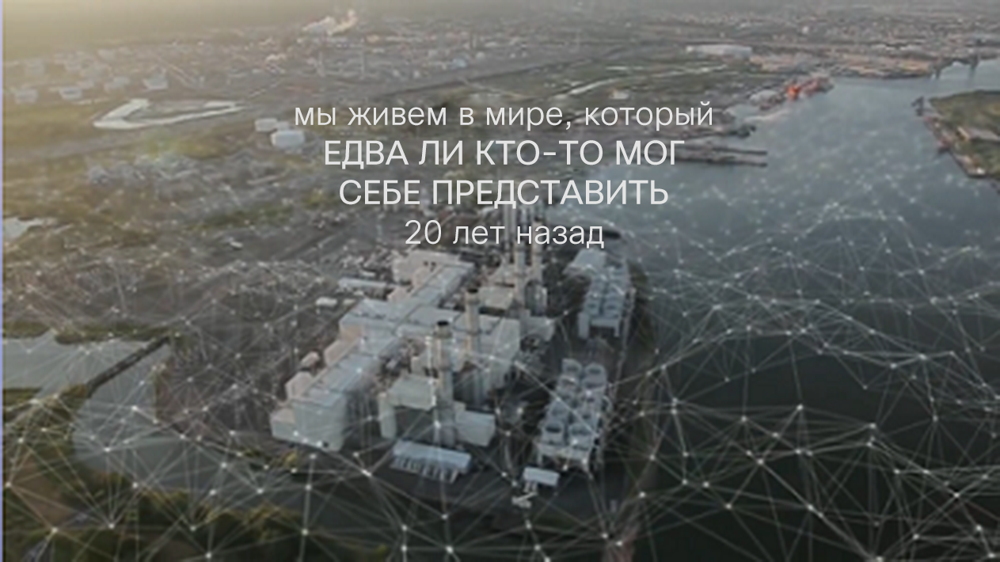 мы живем в мире, который
ЕДВА ЛИ КТО-ТО МОГ
СЕБЕ ПРЕДСТАВИТЬ
20 лет назад